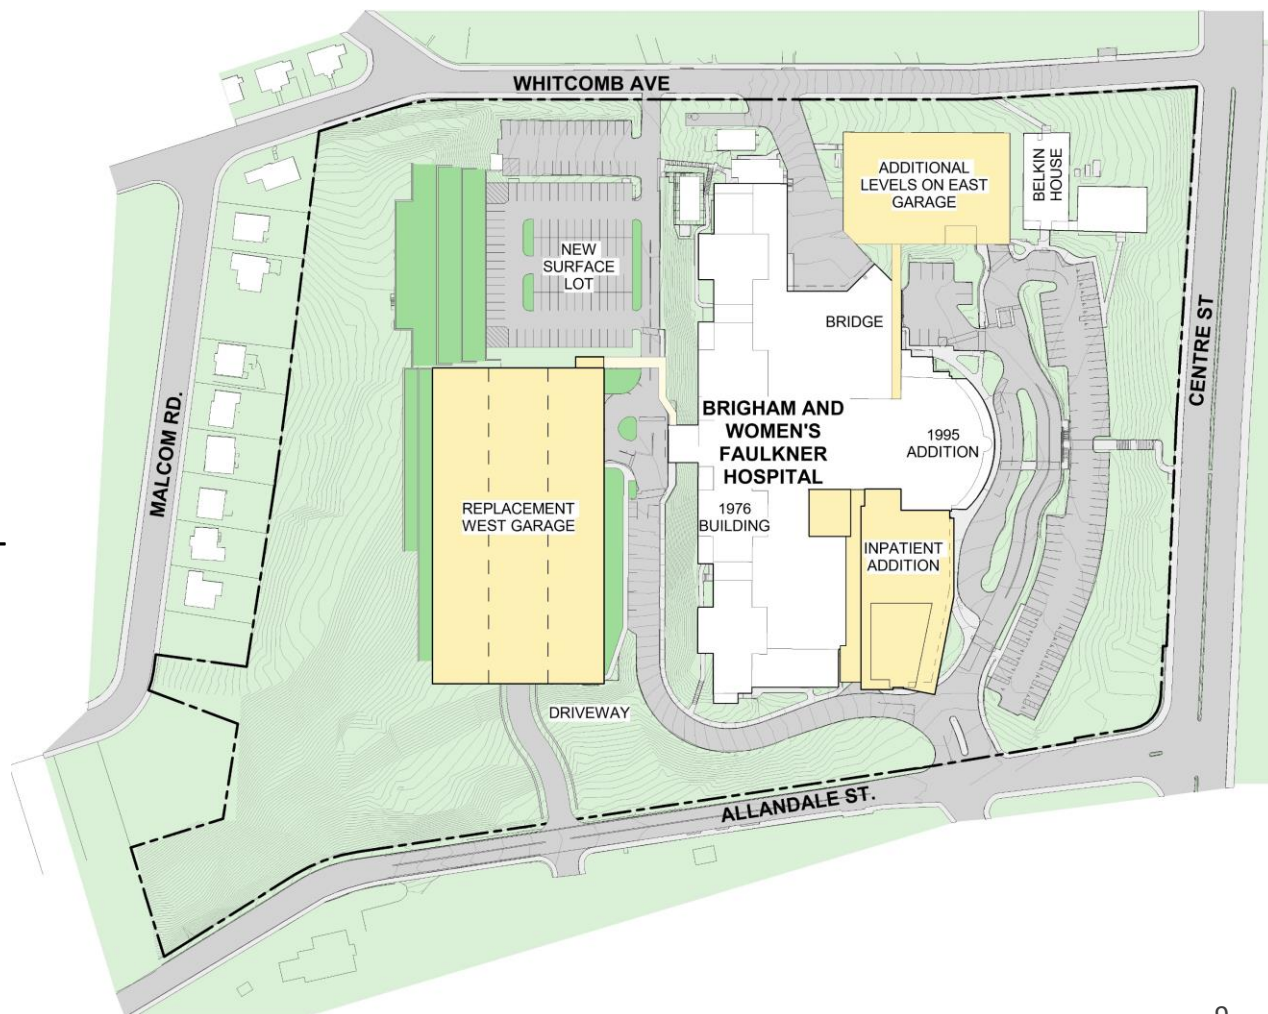 WHITCOMB AVE
ADDITIONAL
LEVELS ON EAST
GARAGE
BELKIN
HOUSE
NEW
SURFACE
LOT
BRIDGE
CENTRE ST
MALCOM RD.
BRIGHAM AND
WOMEN'S
FAULKNER
HOSPITAL
1995
ADDITION
REPLACEMENT
WEST GARAGE
1976
BUILDING
INPATIENT
ADDITION
DRIVEWAY
ALLANDALE ST.